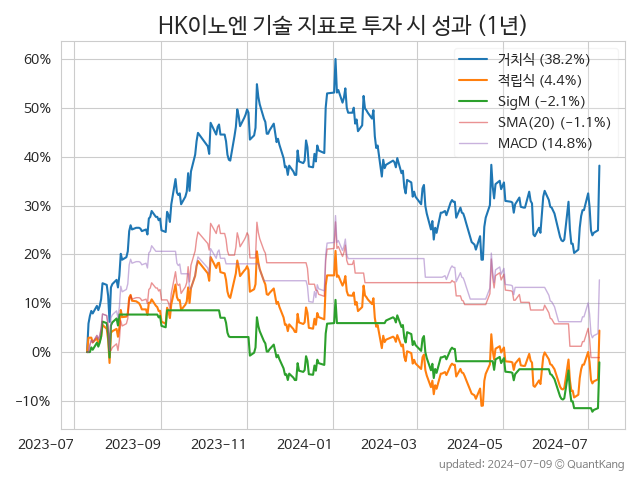 HK이노엔 기술 지표로 투자 시 성과 (1년)
거치식 (38.2%)
적립식 (4.4%)
SigM (−2.1%)
SMA(20) (−1.1%)
MACD (14.8%)
60%
50%
40%
30%
20%
10%
0%
−10%
2023-07
2023-09
2023-11
2024-01
2024-03
2024-05
2024-07
updated: 2024-07-09 © QuantKang